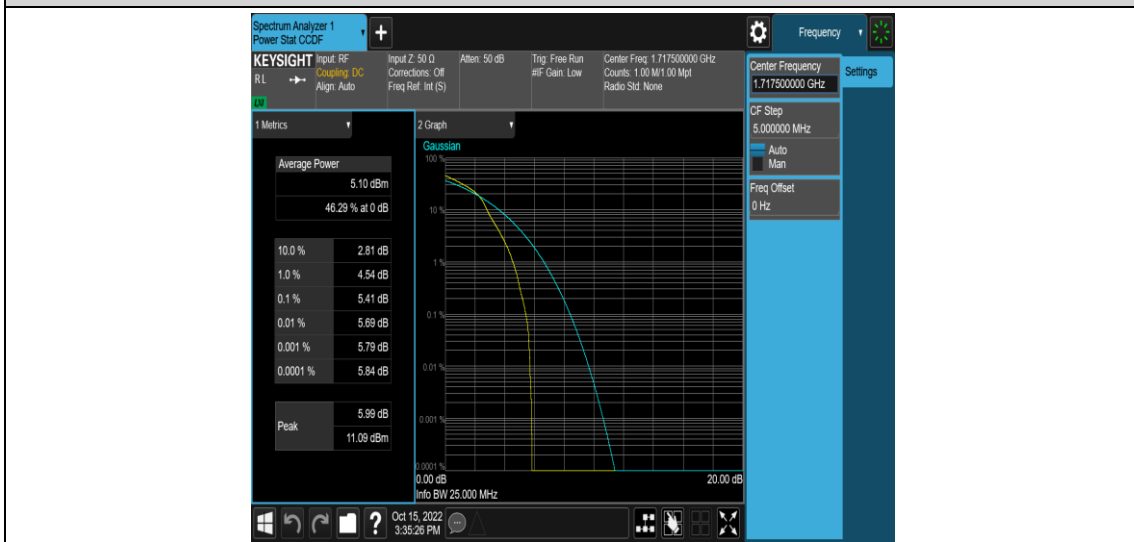 Spectrum Analyzer 1
Power Stat CCDF
Frequency
KEYSIGHT
RL
LXI
Input: RF
Coupling: DC
Align: Auto
Input Z: 50 Ω
Corrections: Off
Freq Ref: Int (S)
Atten: 50 dB
Trig: Free Run
#IF Gain: Low
Center Freq: 1.717500000 GHz
Counts: 1.00 M/1.00 Mpt
Radio Std: None
Center Frequency
1.717500000 GHz
Settings
CF Step
5.000000 MHz
Auto
Man
Freq Offset
0 Hz
1 Metrics
Average Power
5.10 dBm
46.29 % at 0 dB
10.0 % 2.81 dB
1.0 % 4.54 dB
0.1 % 5.41 dB
0.01 % 5.69 dB
0.001 % 5.79 dB
0.0001 % 5.84 dB
Peak
5.99 dB
11.09 dBm
2 Graph
Gaussian
100 %
10 %
1 %
0.1 %
0.01 %
0.001 %
0.0001 %
0.00 dB 20.00 dB
Info BW 25.000 MHz
? Oct 15, 2022
3:35:26 PM